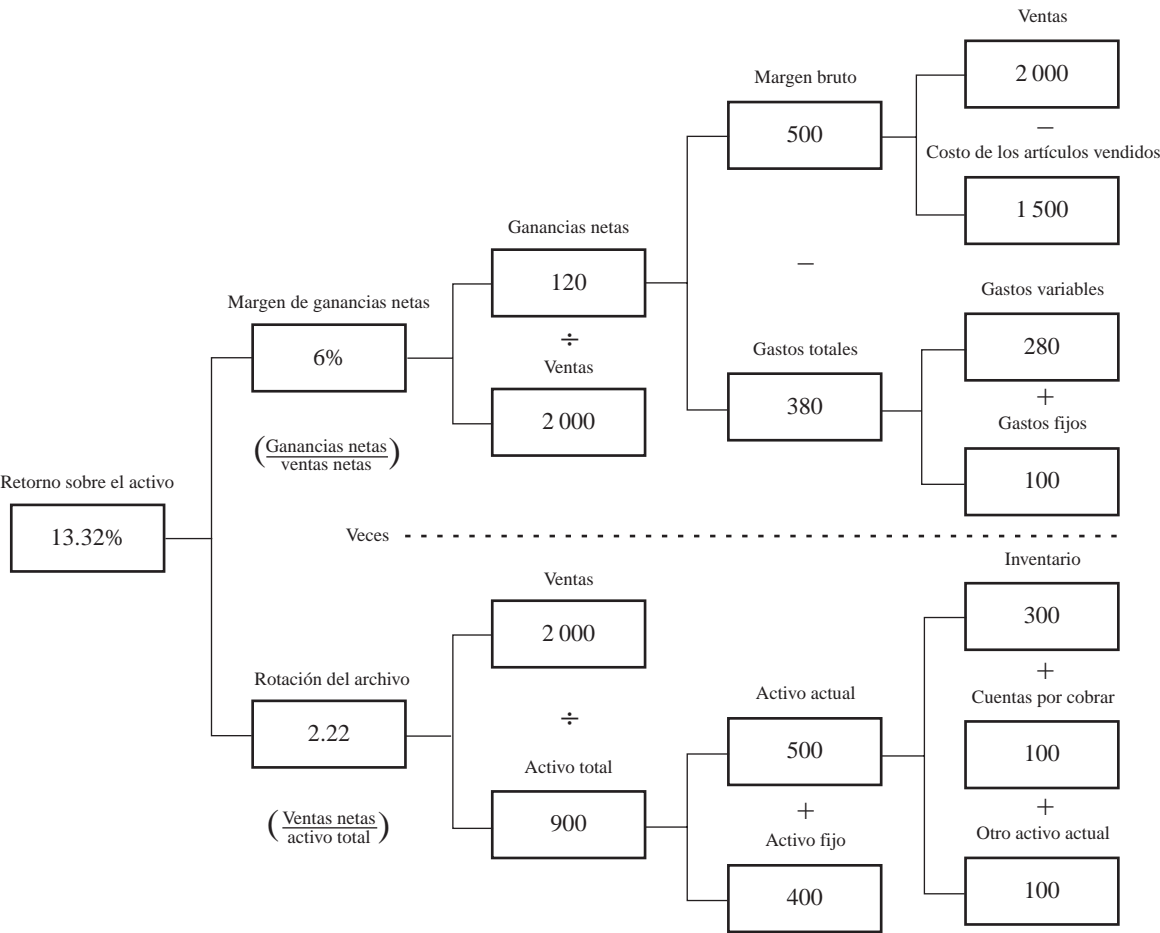 Ventas
2 000
Margen bruto
500
−
Costo de los artículos vendidos
1 500
Ganancias netas
120
−
Gastos variables
280
Margen de ganancias netas
6%
÷
Ventas
2 000
Gastos totales
380
+
Gastos fijos
100
(Ganancias netas
ventas netas)
Retorno sobre el activo
13.32%
Veces
Inventario
300
Ventas
2 000
+
Rotación del archivo
2.22
÷
Activo actual
500
Cuentas por cobrar
100
Activo total
900
+
+
(Ventas netas
activo total)
Activo fijo
400
Otro activo actual
100